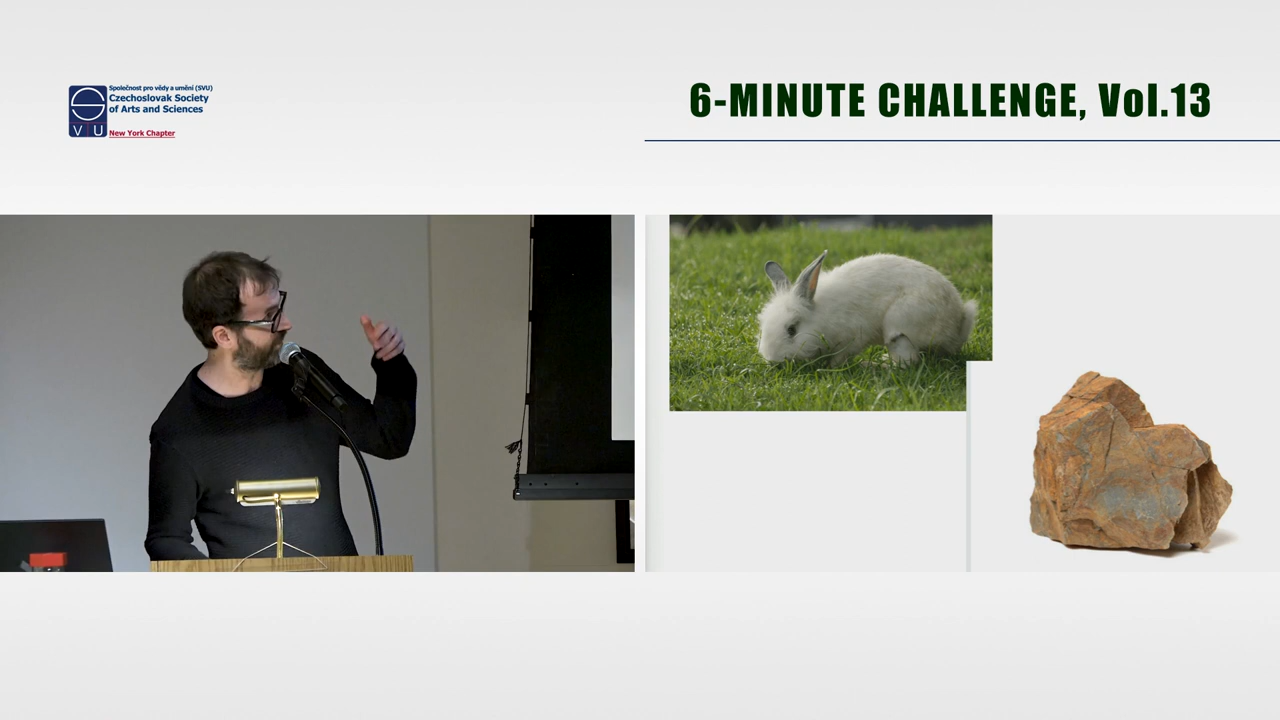 Společnost pro vědy a umění (SVU)
Czechoslovak Society
of Arts and Sciences
S
V U
New York Chapter
6-MINUTE CHALLENGE, Vol.13